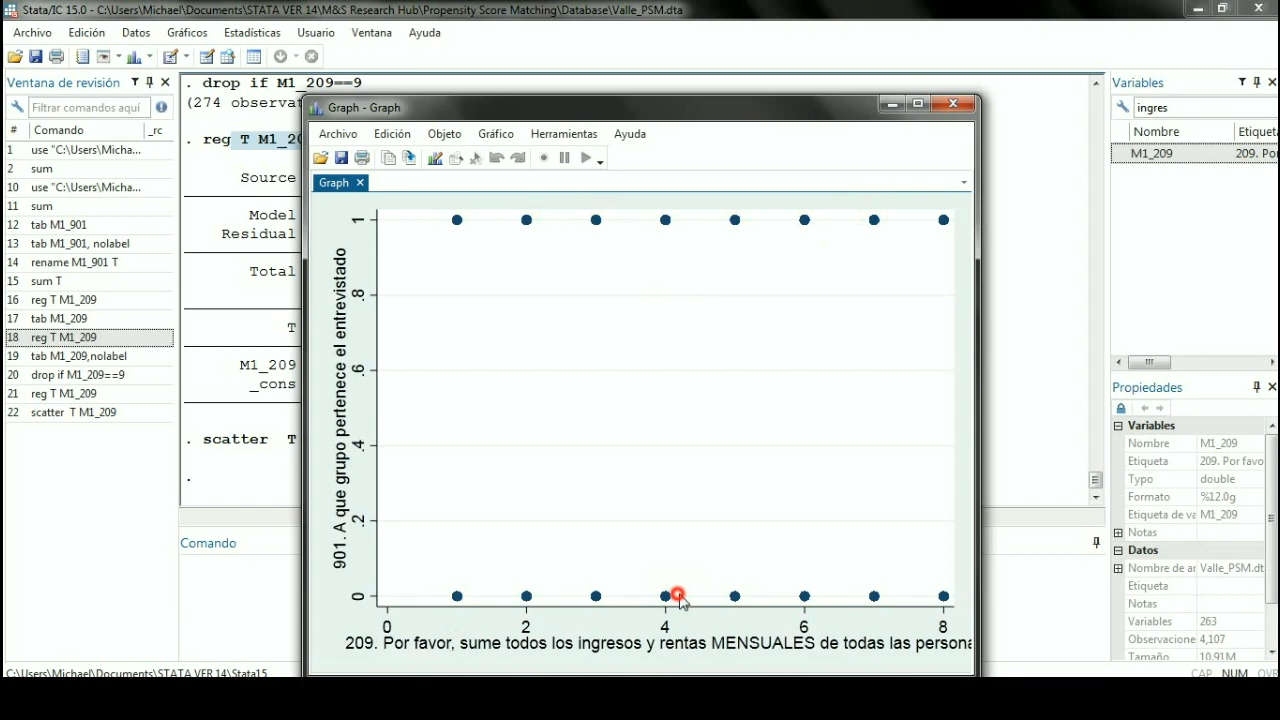 Stata/IC 15.0 - C:\Users\Michael\Documents\STATA VER 14\M&S Research Hub\Propensity Score Matching\Database\Valle_PSM.dta
Archivo Edición Datos Gráficos Estadísticas Usuario Ventana Ayuda
Ventana de revisión
Filtrar comandos aquí
# Comando _rc
1 use "C:\Users\Micha...
2 sum
10 use "C:\Users\Micha...
11 sum
12 tab M1_901
13 tab M1_901, nolabel
14 rename M1_901 T
15 sum T
16 reg T M1_209
17 tab M1_209
18 reg T M1_209
19 tab M1_209,nolabel
20 drop if M1_209==9
21 reg T M1_209
22 scatter T M1_209
. drop if M1_209==9
(274 observat
. reg T M1_20
Source
Model
Residual
Total
T
M1_209
_cons
. scatter T
.
Comando
Graph - Graph
Archivo Edición Objeto Gráfico Herramientas Ayuda
Graph
901. A que grupo pertenece el entrevistado
1
.8
.6
.4
.2
0
0 2 4 6 8
209. Por favor, sume todos los ingresos y rentas MENSUALES de todas las persona
Variables
ingres
Nombre Etiqueta
M1_209 209. Po
Propiedades
Variables
Nombre M1_209
Etiqueta 209. Por favo
Typo double
Formato %12.0g
Etiqueta de va M1_209
Notas
Datos
Nombre de ar Valle_PSM.dt
Etiqueta
Notas
Variables 263
Observacione 4,107
Tamaño 10.91M
C:\Users\Michael\Documents\STATA VER 14\Stata15
CAP NUM OVR